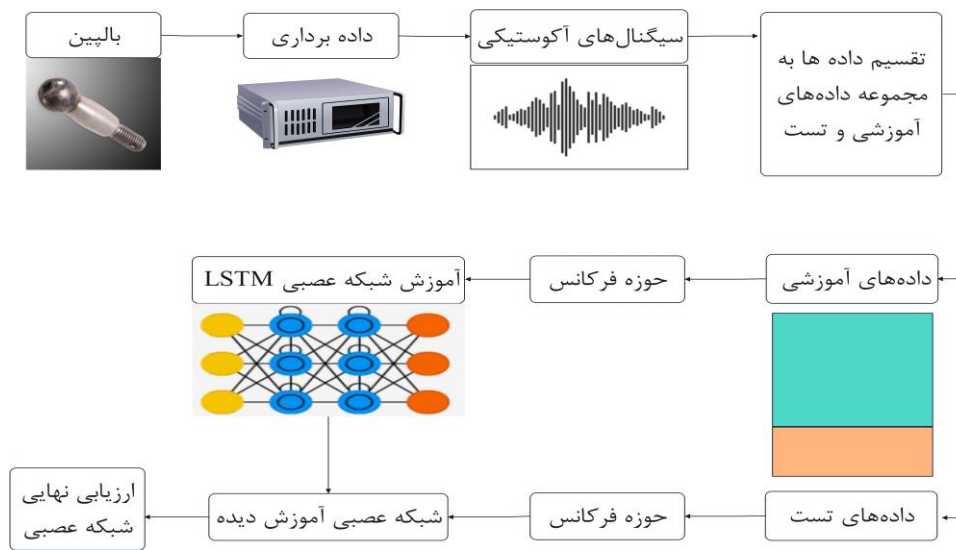 بالپین
داده برداری
سیگنال‌های آکوستیکی
تقسیم داده ها به
مجموعه داده‌های
آموزشی و تست
داده‌های آموزشی
حوزه فرکانس
آموزش شبکه عصبی LSTM
داده‌های تست
حوزه فرکانس
شبکه عصبی آموزش دیده
ارزیابی نهایی
شبکه عصبی